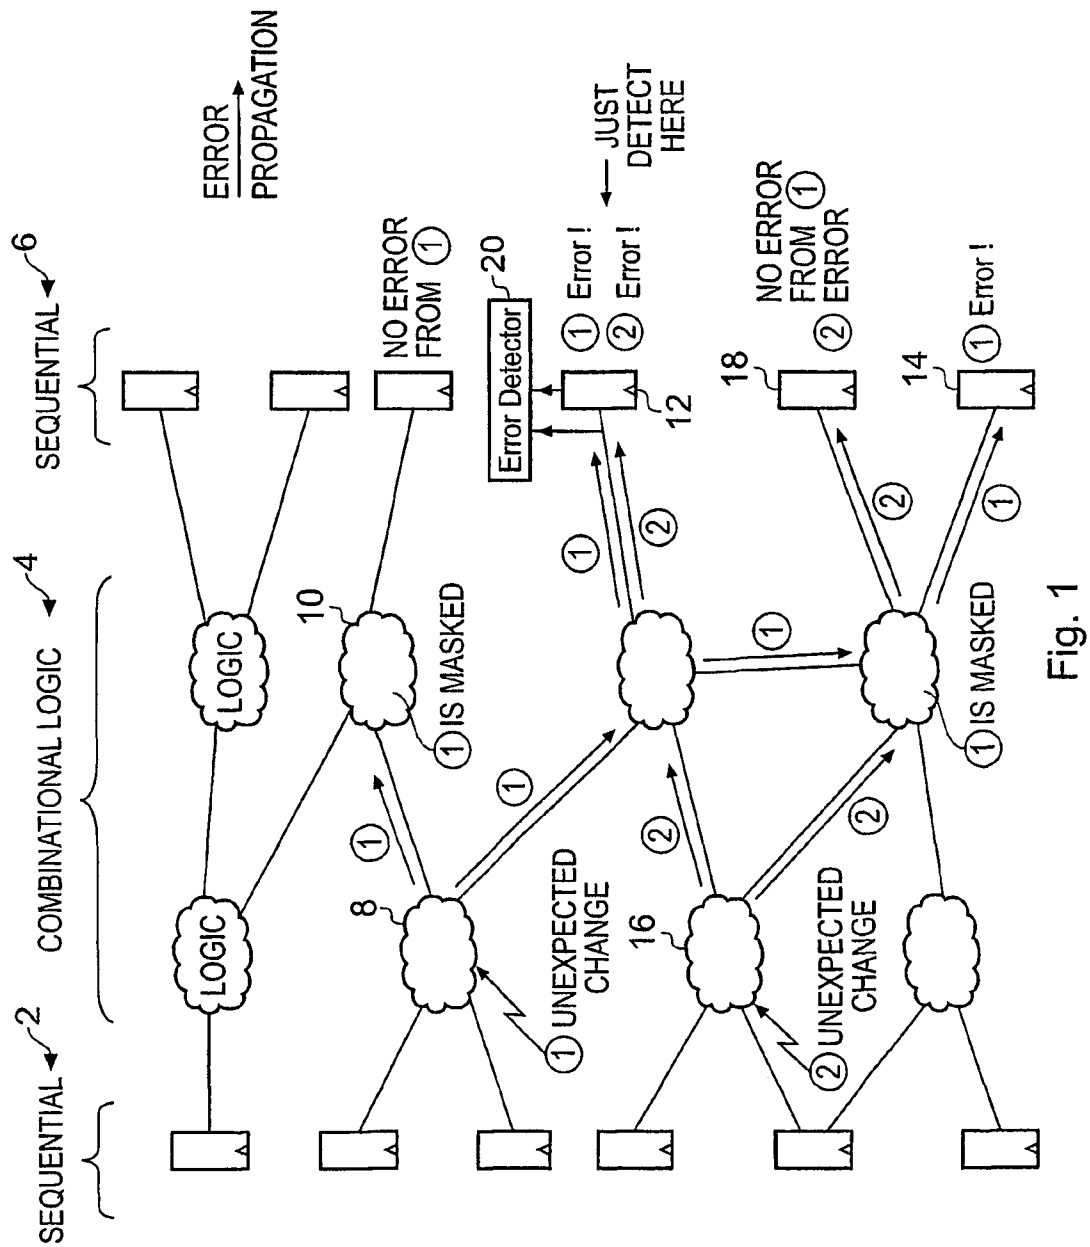 SEQUENTIAL 2
COMBINATIONAL LOGIC 4
SEQUENTIAL 6
ERROR
PROPAGATION
LOGIC
LOGIC
10
① IS MASKED
NO ERROR
FROM ①
8
①
①
① UNEXPECTED
CHANGE
Error Detector
20
①
②
① Error !
② Error !
12
JUST
DETECT
HERE
16
②
②
② UNEXPECTED
CHANGE
①
① IS MASKED
②
①
18
NO ERROR
FROM ①
② ERROR
14
① Error !
Fig. 1